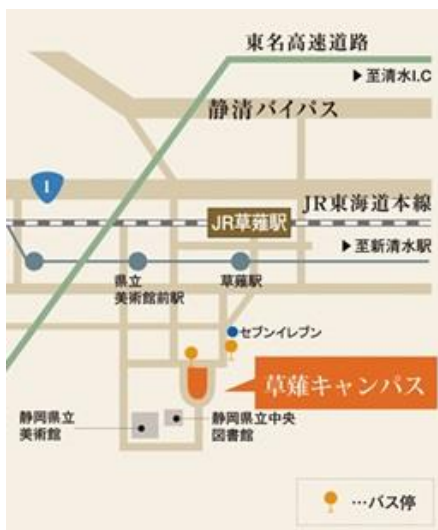 東名高速道路
▶至清水I.C
静清バイパス
1
JR東海道本線
JR草薙駅
▶至新清水駅
県立
美術館前駅
草薙駅
セブンイレブン
草薙キャンパス
静岡県立
美術館
静岡県立中央
図書館
…バス停